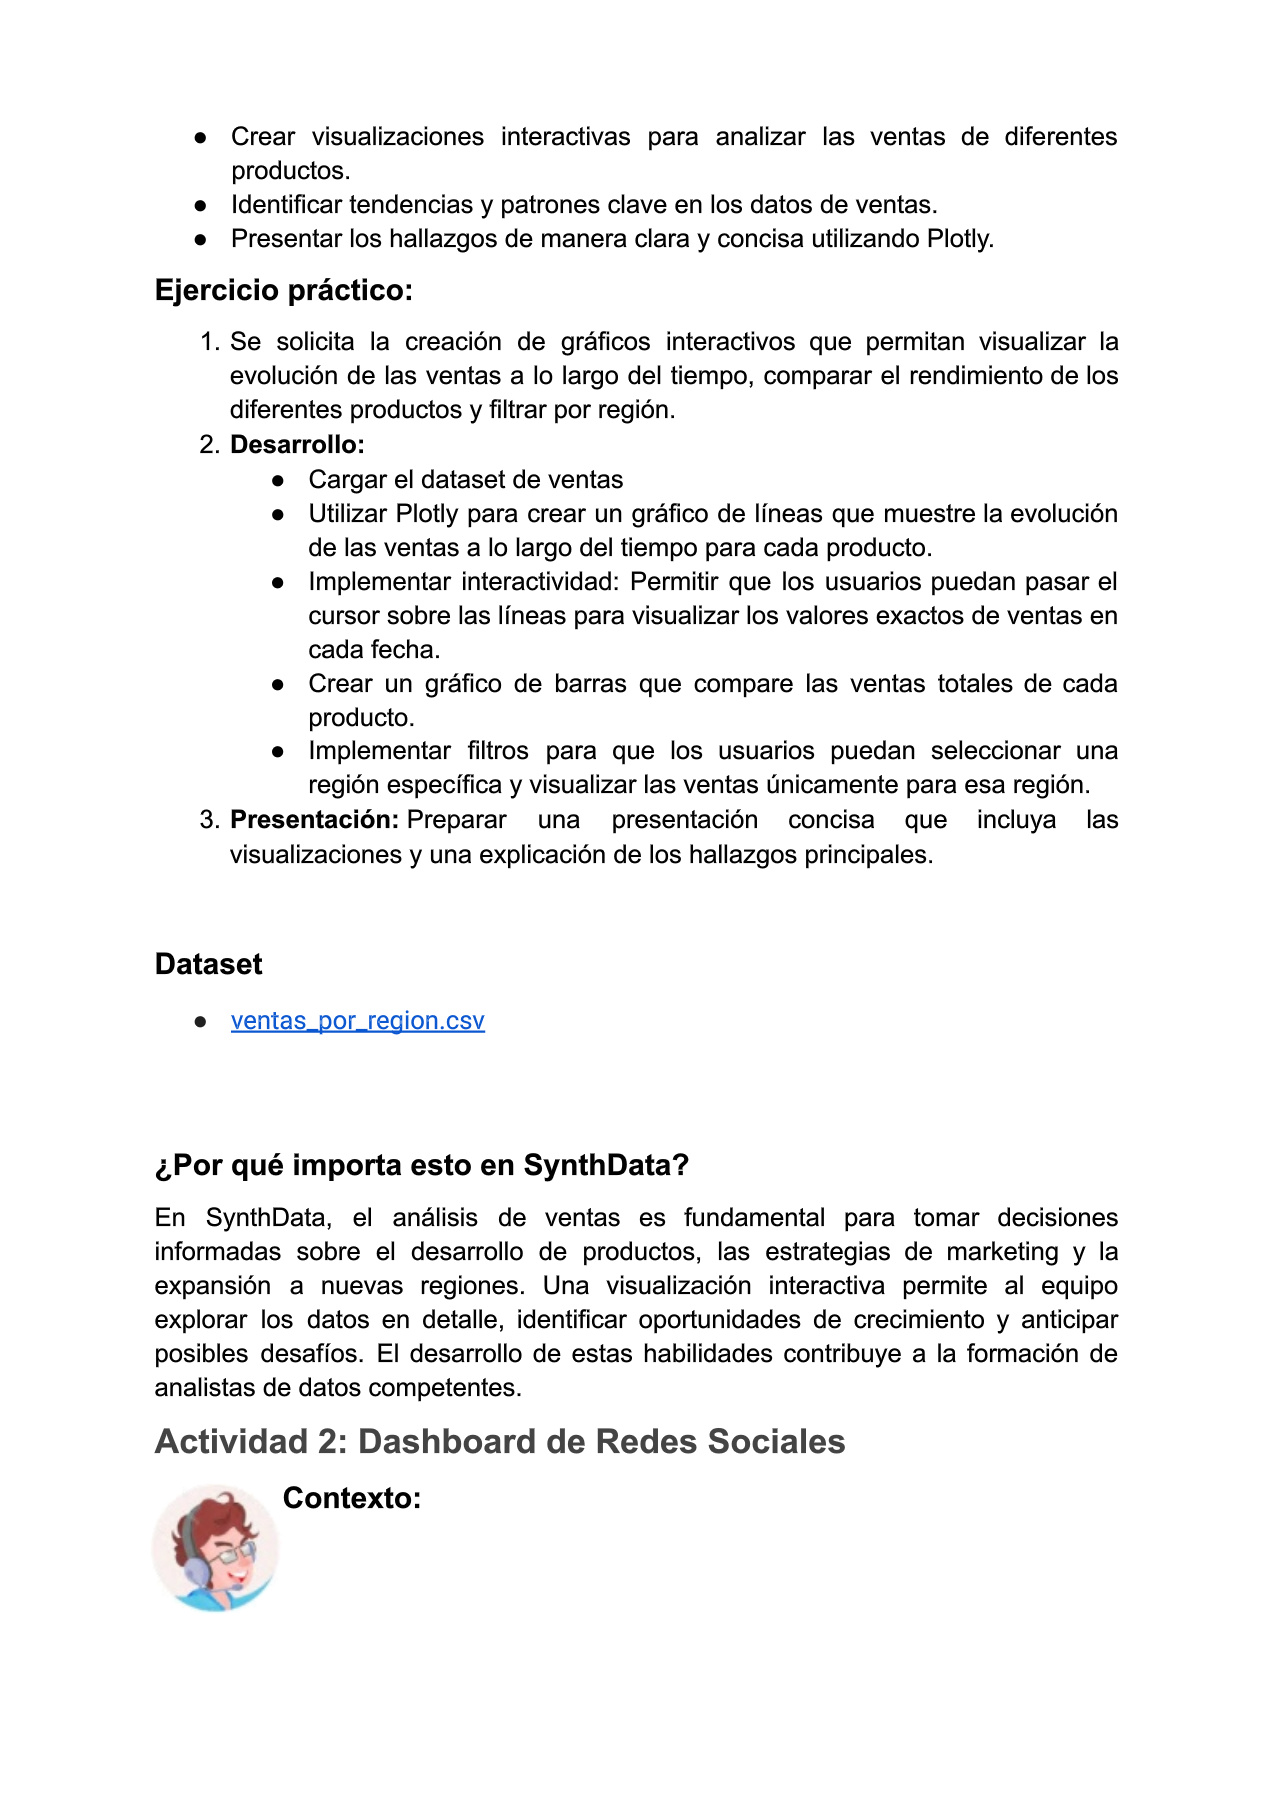 ● Crear visualizaciones interactivas para analizar las ventas de diferentes
productos.
● Identificar tendencias y patrones clave en los datos de ventas.
● Presentar los hallazgos de manera clara y concisa utilizando Plotly.
Ejercicio práctico:
1. Se solicita la creación de gráficos interactivos que permitan visualizar la
evolución de las ventas a lo largo del tiempo, comparar el rendimiento de los
diferentes productos y filtrar por región.
2. Desarrollo:
● Cargar el dataset de ventas
● Utilizar Plotly para crear un gráfico de líneas que muestre la evolución
de las ventas a lo largo del tiempo para cada producto.
● Implementar interactividad: Permitir que los usuarios puedan pasar el
cursor sobre las líneas para visualizar los valores exactos de ventas en
cada fecha.
● Crear un gráfico de barras que compare las ventas totales de cada
producto.
● Implementar filtros para que los usuarios puedan seleccionar una
región específica y visualizar las ventas únicamente para esa región.
3. Presentación: Preparar una presentación concisa que incluya las
visualizaciones y una explicación de los hallazgos principales.
Dataset
● ventas_por_region.csv
¿Por qué importa esto en SynthData?
En SynthData, el análisis de ventas es fundamental para tomar decisiones
informadas sobre el desarrollo de productos, las estrategias de marketing y la
expansión a nuevas regiones. Una visualización interactiva permite al equipo
explorar los datos en detalle, identificar oportunidades de crecimiento y anticipar
posibles desafíos. El desarrollo de estas habilidades contribuye a la formación de
analistas de datos competentes.
Actividad 2: Dashboard de Redes Sociales
Contexto: